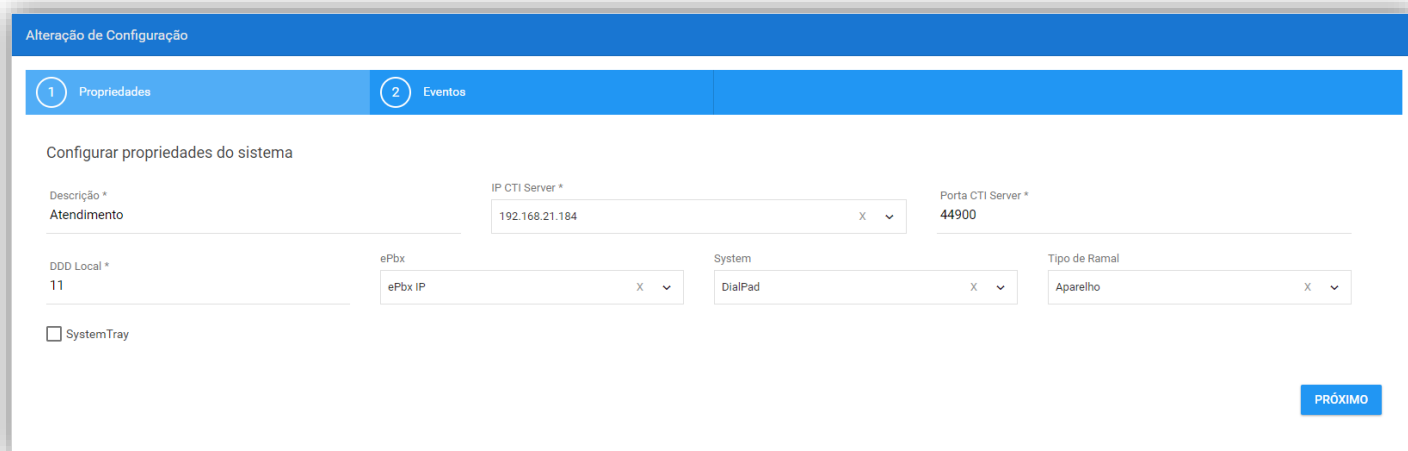 Alteração de Configuração
1 Propriedades 2 Eventos
Configurar propriedades do sistema
Descrição * IP CTI Server * Porta CTI Server *
Atendimento 192.168.21.184 X 44900
DDD Local * ePbx System Tipo de Ramal
11 ePbx IP X DialPad X Aparelho X
SystemTray
PRÓXIMO